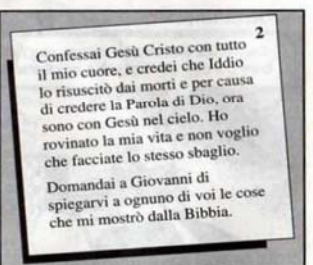 2
Confessai Gesù Cristo con tutto
il mio cuore, e credei che Iddio
lo risuscitò dai morti e per causa
di credere la Parola di Dio, ora
sono con Gesù nel cielo. Ho
rovinato la mia vita e non voglio
che facciate lo stesso sbaglio.
Domandai a Giovanni di
spiegarvi a ognuno di voi le cose
che mi mostrò dalla Bibbia.